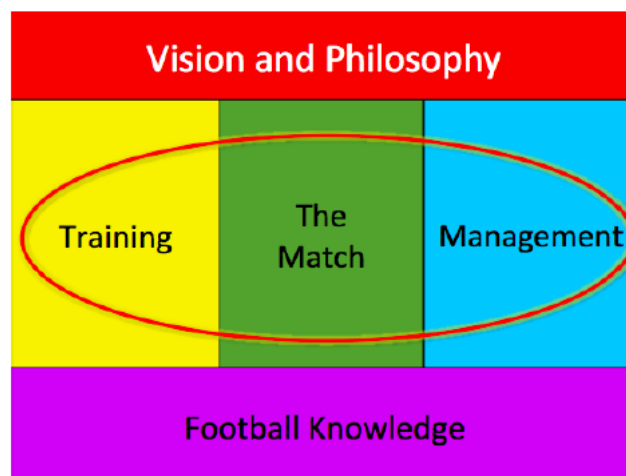 Vision and Philosophy
Training
The
Match
Management
Football Knowledge